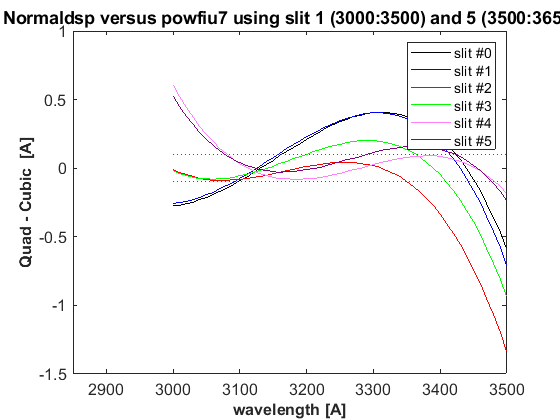 Normaldsp versus powfiu7 using slit 1 (3000:3500) and 5 (3500:365
1
0.5
0
-0.5
-1
-1.5
Quad - Cubic [A]
slit #0
slit #1
slit #2
slit #3
slit #4
slit #5
2900
3000
3100
3200
3300
3400
3500
wavelength [A]